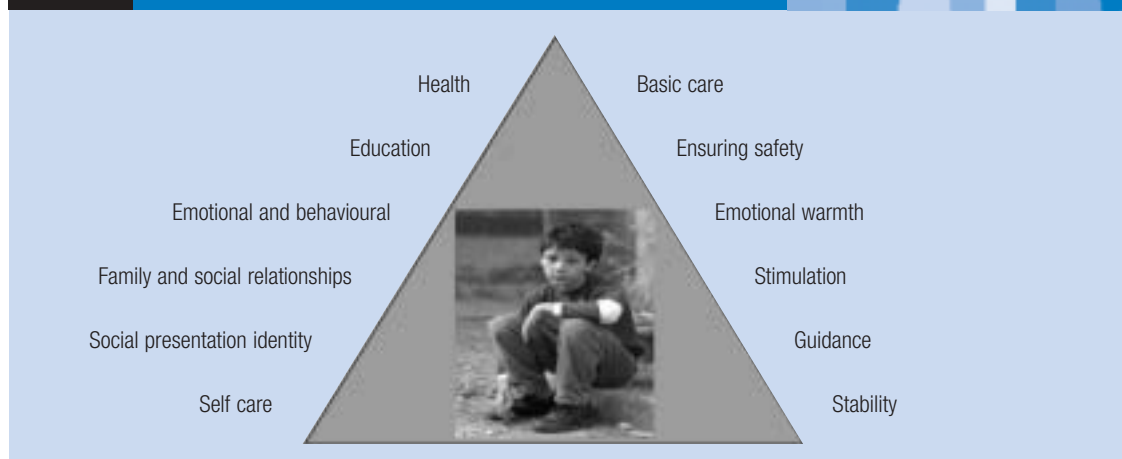 Health
Basic care
Education
Ensuring safety
Emotional and behavioural
Emotional warmth
Family and social relationships
Stimulation
Social presentation identity
Guidance
Self care
Stability